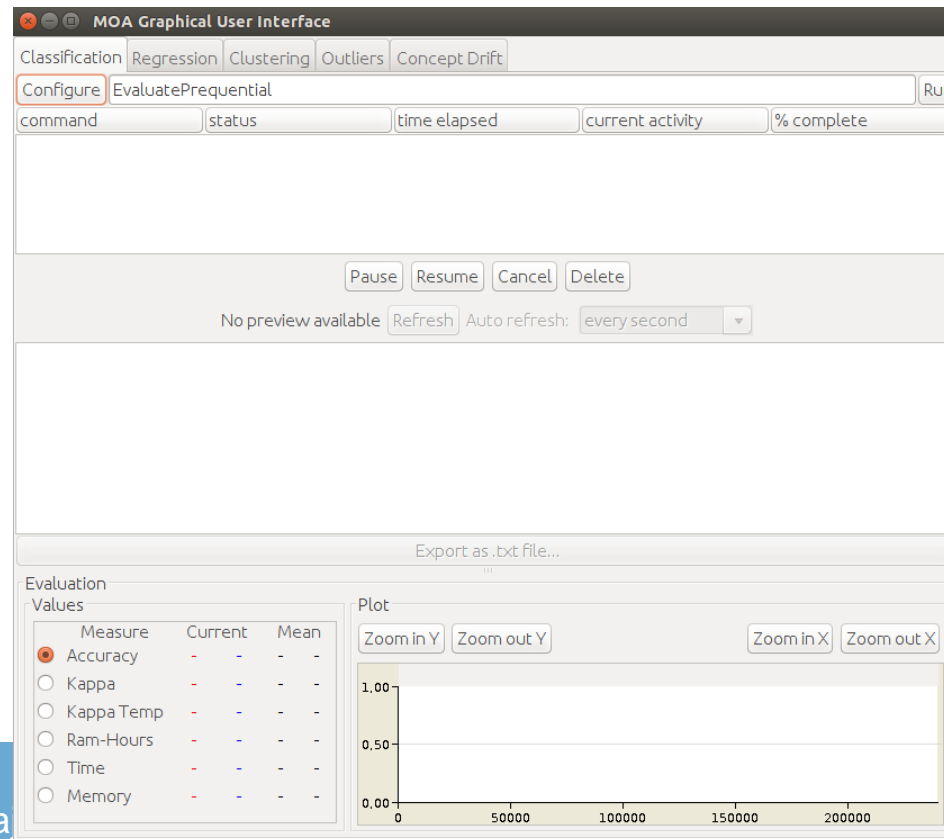 MOA Graphical User Interface
Classification Regression Clustering Outliers Concept Drift
Configure EvaluatePrequential Ru
command status time elapsed current activity % complete
Pause Resume Cancel Delete
No preview available Refresh Auto refresh: every second
Export as .txt file...
Evaluation
Values
Measure Current Mean
Accuracy - - - -
Kappa - - - -
Kappa Temp - - - -
Ram-Hours - - - -
Time - - - -
Memory - - - -
Plot
Zoom in Y Zoom out Y Zoom in X Zoom out X
1,00
0,50
0,00
0 50000 100000 150000 200000
a